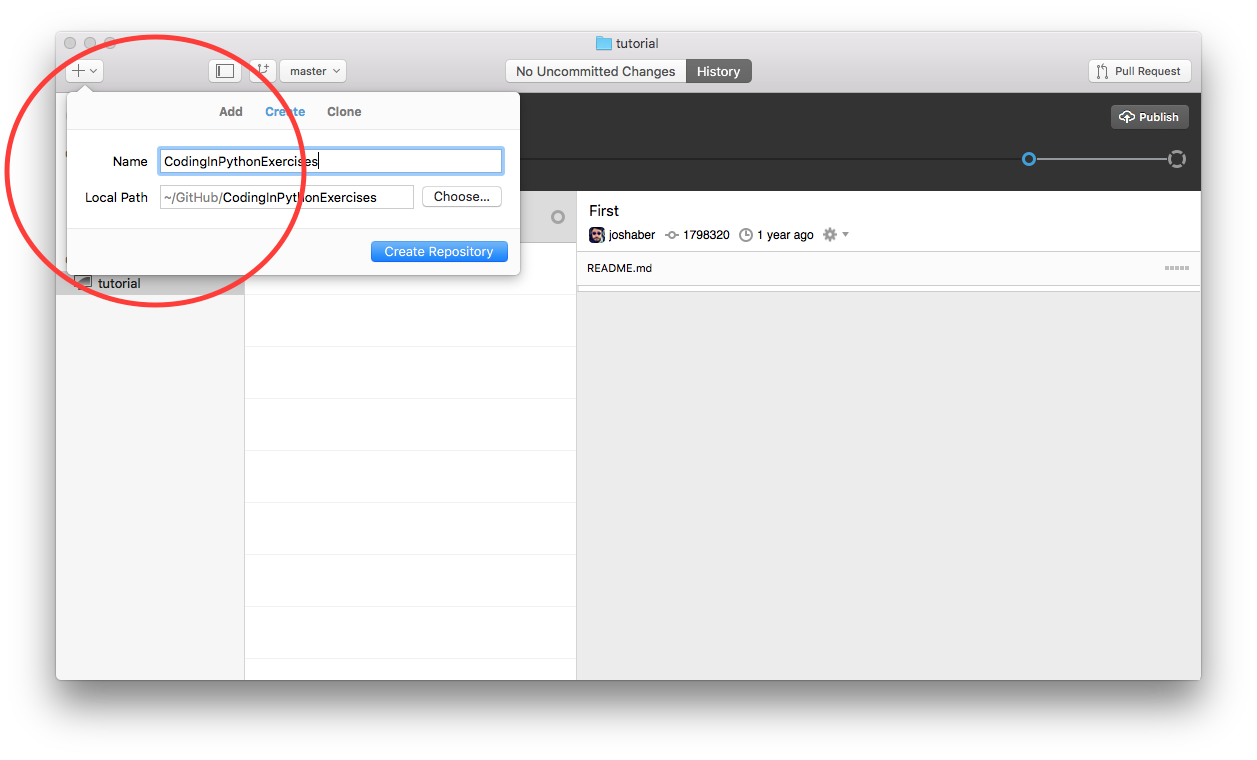 tutorial
master
No Uncommitted Changes History
Pull Request
Add Create Clone
Publish
Name CodingInPythonExercises
Local Path ~/GitHub/CodingInPythonExercises Choose...
Create Repository
tutorial
First
joshaber 1798320 1 year ago
README.md